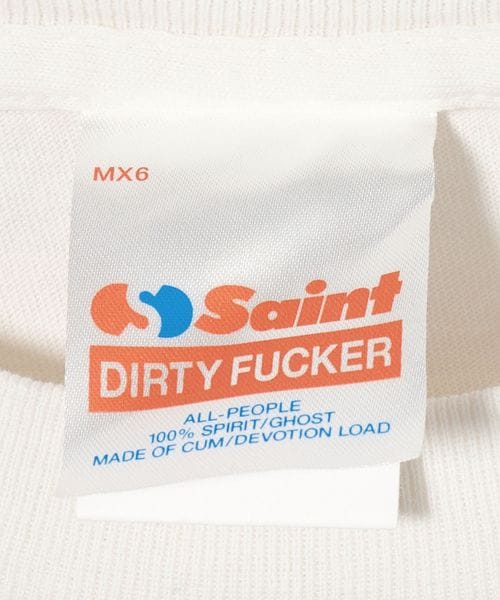 MX6
Saint
DIRTY FUCKER
ALL-PEOPLE
100% SPIRIT/GHOST
MADE OF CUM/DEVOTION LOAD